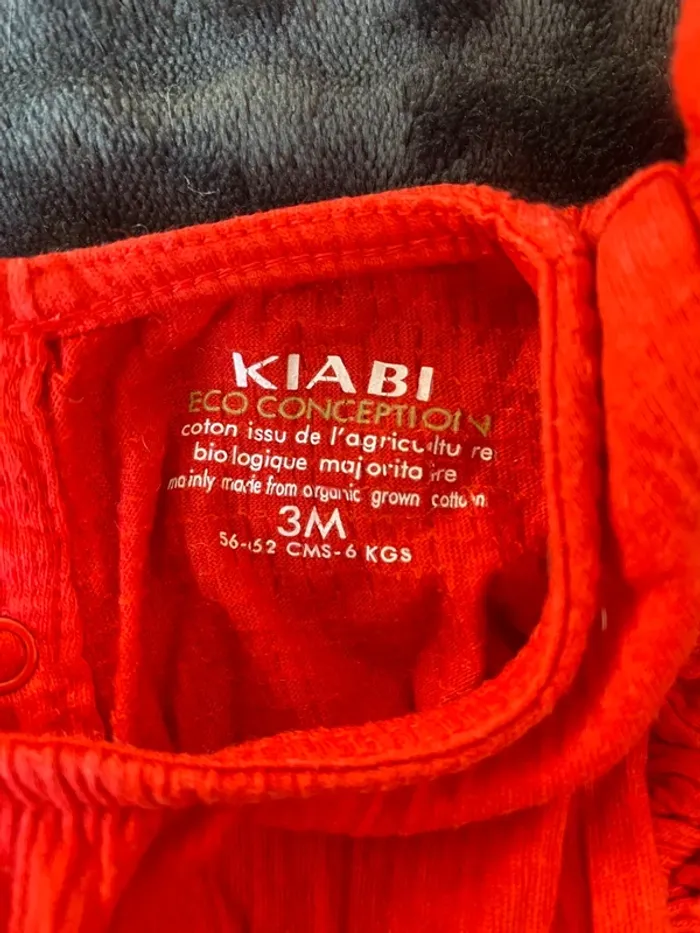 KIABI
ECO CONCEPTION
coton issu de l'agriculture
biologique majoritaire
mainly made from organic grown cotton
3M
56-62 CMS-6 KGS